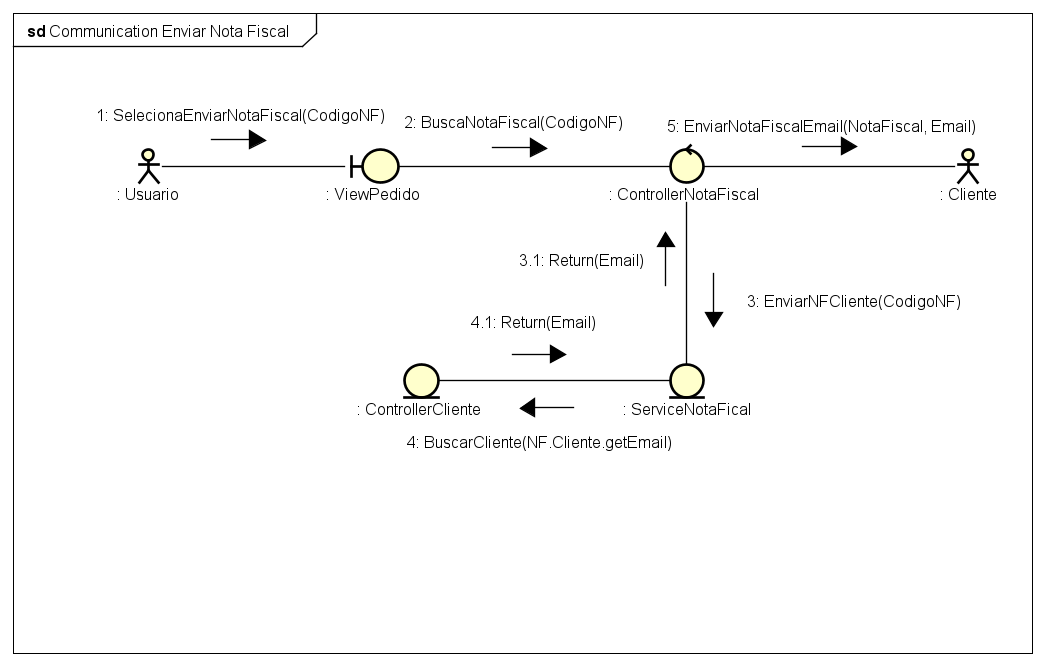 sd Communication Enviar Nota Fiscal
1: SelecionaEnviarNotaFiscal(CodigoNF)
2: BuscaNotaFiscal(CodigoNF)
5: EnviarNotaFiscalEmail(NotaFiscal, Email)
: Usuario
: ViewPedido
: ControllerNotaFiscal
: Cliente
3.1: Return(Email)
3: EnviarNFCliente(CodigoNF)
4.1: Return(Email)
: ControllerCliente
: ServiceNotaFical
4: BuscarCliente(NF.Cliente.getEmail)